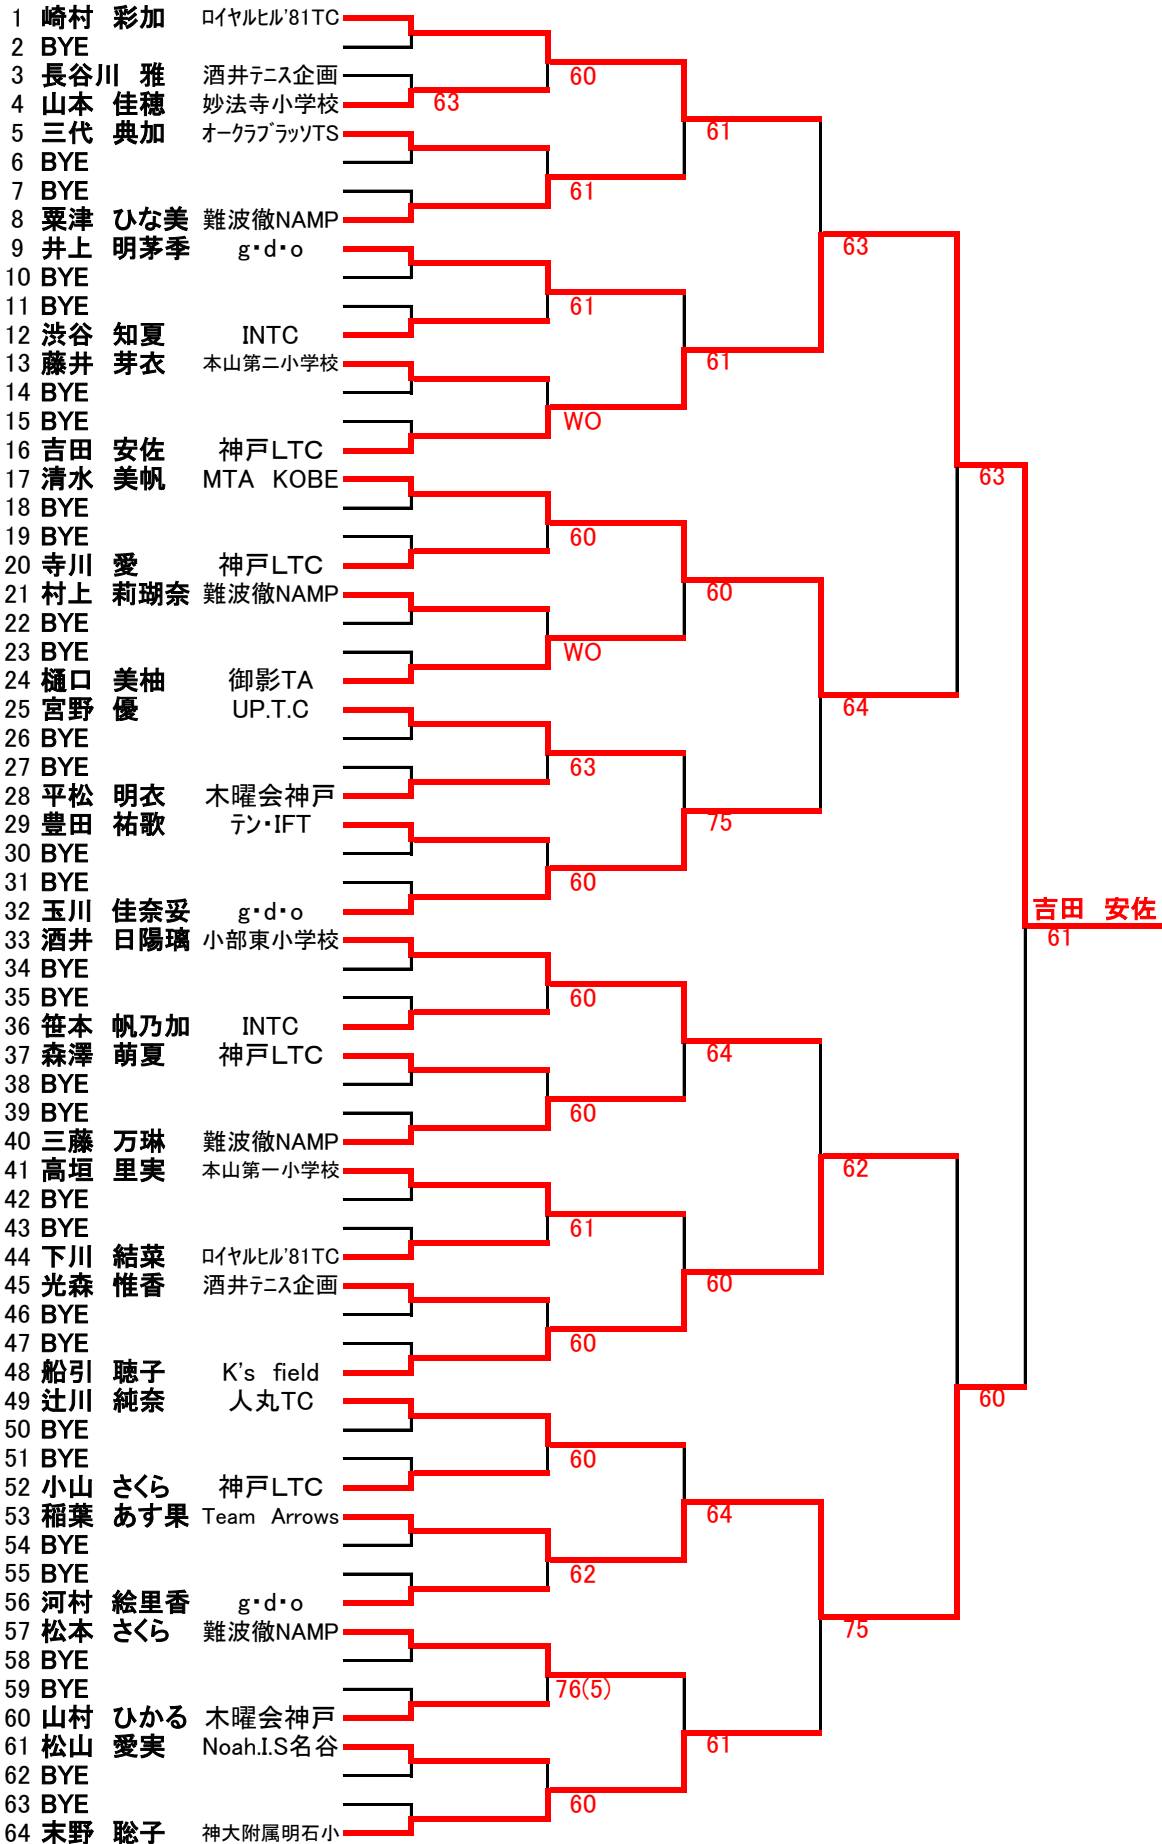 1 崎村 彩加 ロイヤルヒル'81TC
2 BYE
3 長谷川 雅 酒井テニス企画
60
4 山本 佳穂 妙法寺小学校
63
5 三代 典加 オークラブラッソTS
61
6 BYE
7 BYE
61
8 粟津 ひな美 難波徹NAMP
9 井上 明茅季 g・d・o
63
10 BYE
11 BYE
61
12 渋谷 知夏 INTC
13 藤井 芽衣 本山第二小学校
61
14 BYE
15 BYE
WO
16 吉田 安佐 神戸LTC
17 清水 美帆 MTA KOBE
63
18 BYE
19 BYE
60
20 寺川 愛 神戸LTC
21 村上 莉瑚奈 難波徹NAMP
60
22 BYE
23 BYE
WO
24 樋口 美柚 御影TA
25 宮野 優 UP.T.C
64
26 BYE
27 BYE
63
28 平松 明衣 木曜会神戸
29 豊田 祐歌 テン・IFT
75
30 BYE
31 BYE
60
32 玉川 佳奈妥 g・d・o
吉田 安佐
33 酒井 日陽璃 小部東小学校
61
34 BYE
35 BYE
60
36 笹本 帆乃加 INTC
37 森澤 萌夏 神戸LTC
64
38 BYE
39 BYE
60
40 三藤 万琳 難波徹NAMP
41 高垣 里実 本山第一小学校
62
42 BYE
43 BYE
61
44 下川 結菜 ロイヤルヒル'81TC
45 光森 惟香 酒井テニス企画
60
46 BYE
47 BYE
60
48 船引 聴子 K's field
49 辻川 純奈 人丸TC
60
50 BYE
51 BYE
60
52 小山 さくら 神戸LTC
53 稲葉 あす果 Team Arrows
64
54 BYE
55 BYE
62
56 河村 絵里香 g・d・o
57 松本 さくら 難波徹NAMP
75
58 BYE
59 BYE
76(5)
60 山村 ひかる 木曜会神戸
61 松山 愛実 Noah.I.S名谷
61
62 BYE
63 BYE
60
64 末野 聡子 神大附属明石小